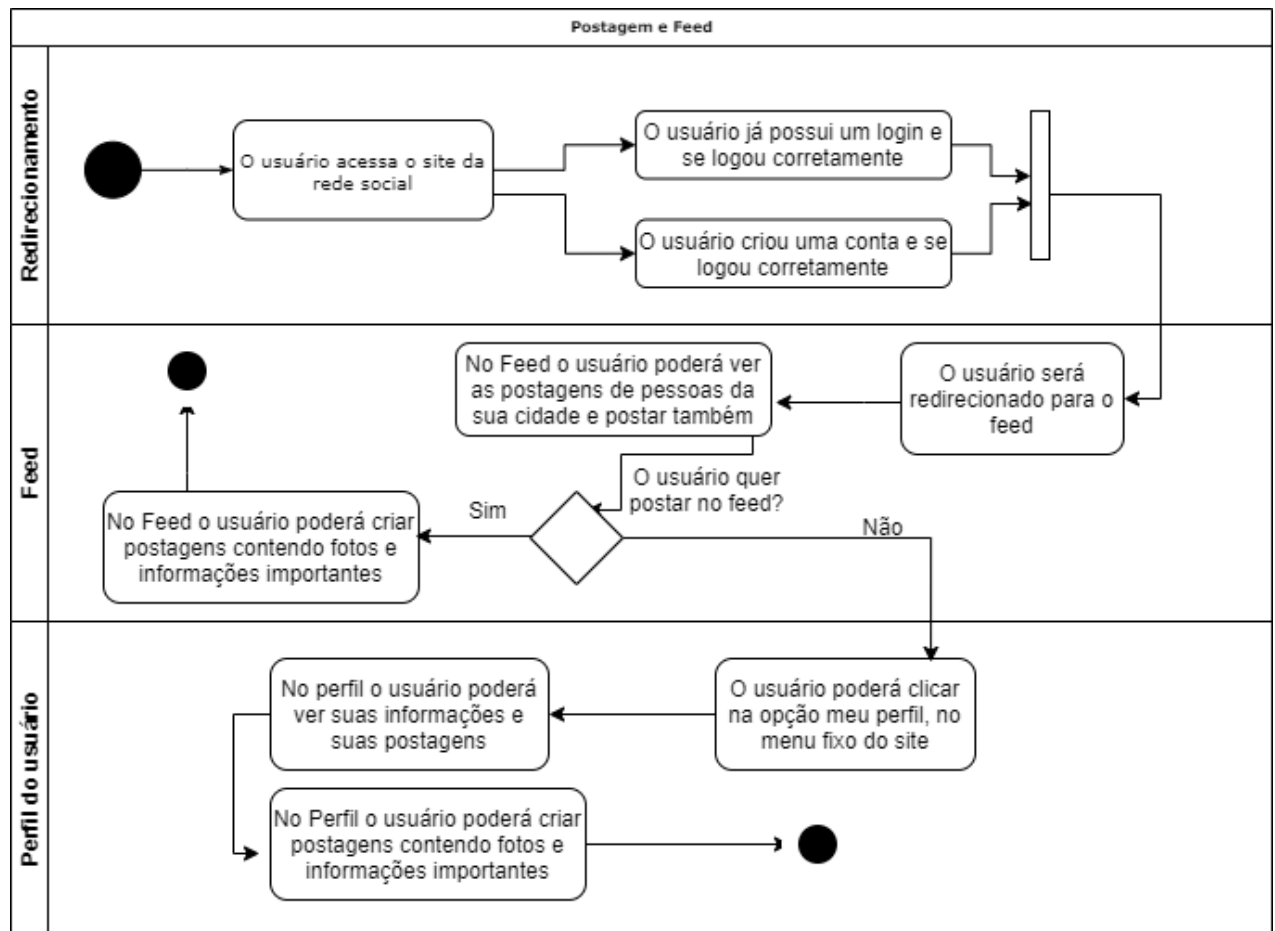 Postagem e Feed
Redirecionamento
O usuário acessa o site da
rede social
O usuário já possui um login e
se logou corretamente
O usuário criou uma conta e se
logou corretamente
Feed
No Feed o usuário poderá ver
as postagens de pessoas da
sua cidade e postar também
O usuário será
redirecionado para o
feed
O usuário quer
postar no feed?
Sim
Não
No Feed o usuário poderá criar
postagens contendo fotos e
informações importantes
Perfil do usuário
No perfil o usuário poderá
ver suas informações e
suas postagens
O usuário poderá clicar
na opção meu perfil, no
menu fixo do site
No Perfil o usuário poderá criar
postagens contendo fotos e
informações importantes